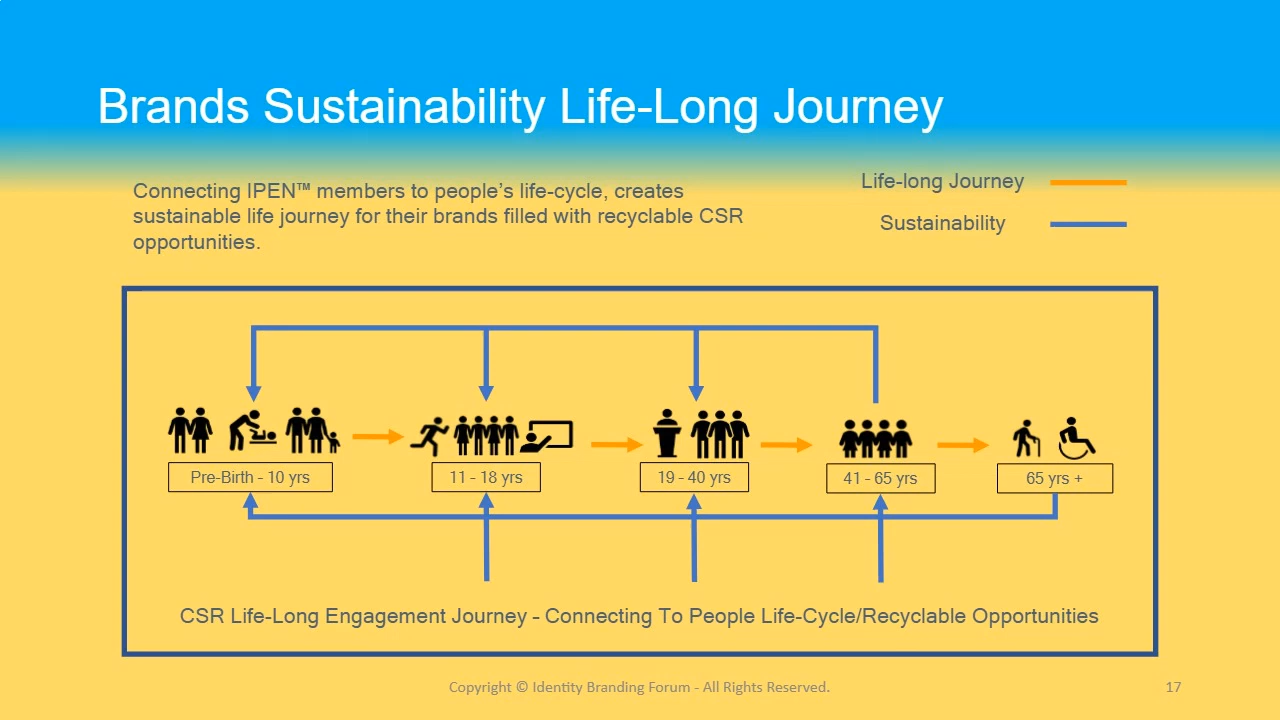 Brands Sustainability Life-Long Journey
Connecting IPEN™ members to people’s life-cycle, creates
sustainable life journey for their brands filled with recyclable CSR
opportunities.
Life-long Journey
Sustainability
Pre-Birth - 10 yrs
11 - 18 yrs
19 - 40 yrs
41 - 65 yrs
65 yrs +
CSR Life-Long Engagement Journey – Connecting To People Life-Cycle/Recyclable Opportunities
Copyright © Identity Branding Forum - All Rights Reserved.
17